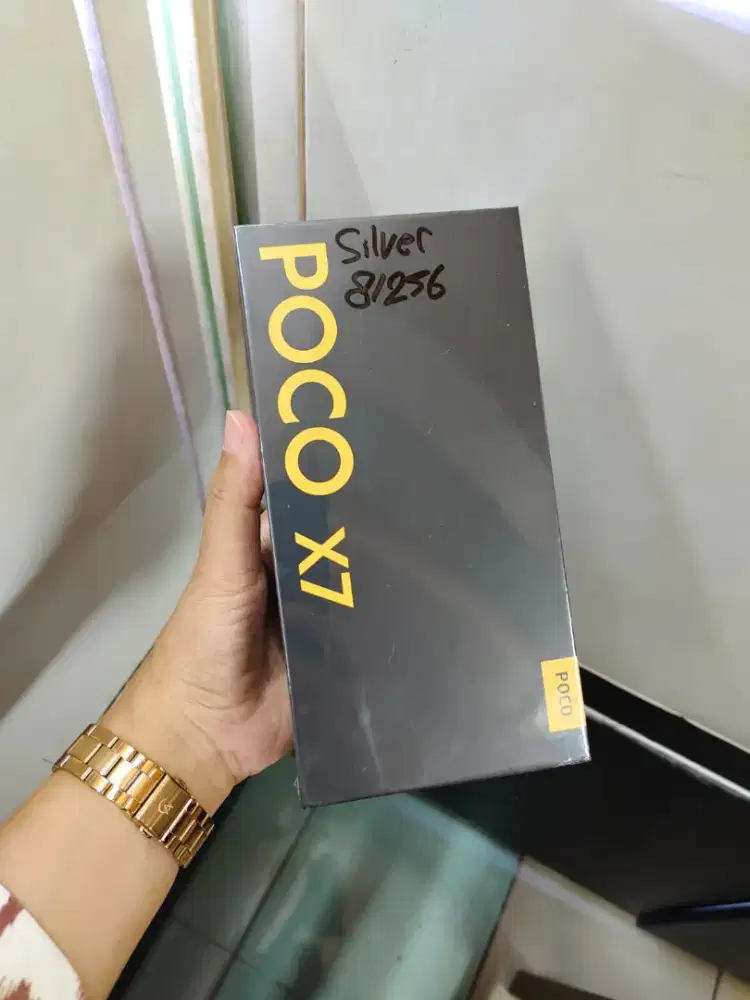 Silver
8/256
POCO X7
POCO